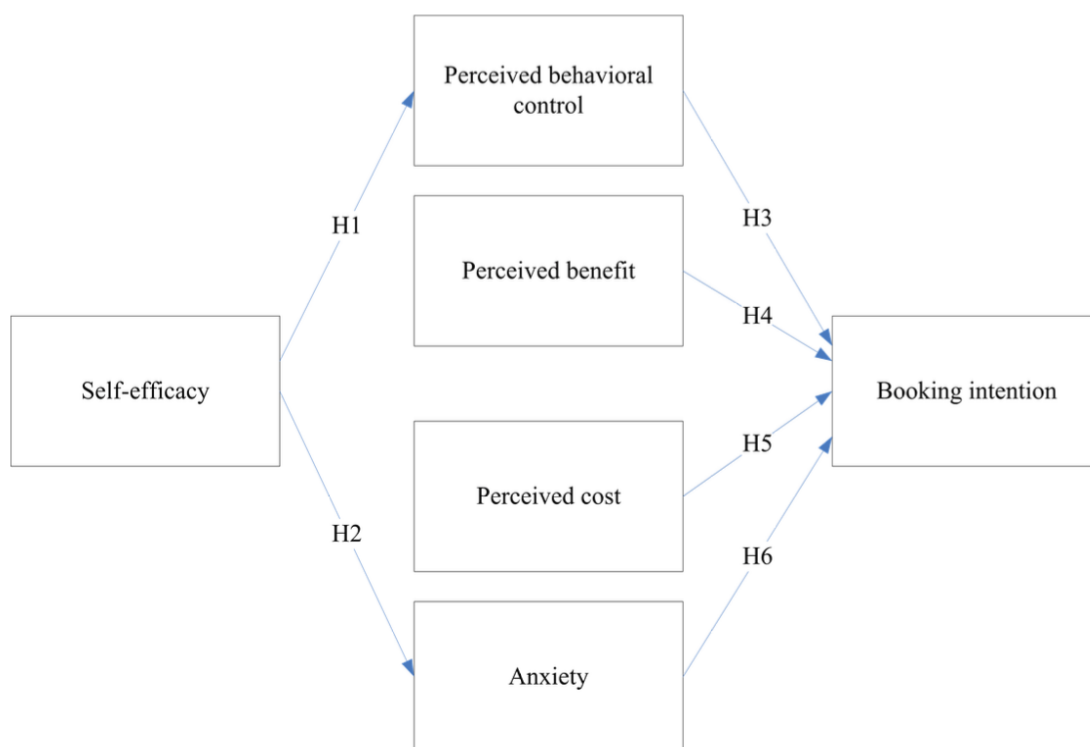 Perceived behavioral
control
H1
H3
Perceived benefit
H4
Self-efficacy
Booking intention
H5
Perceived cost
H2
H6
Anxiety